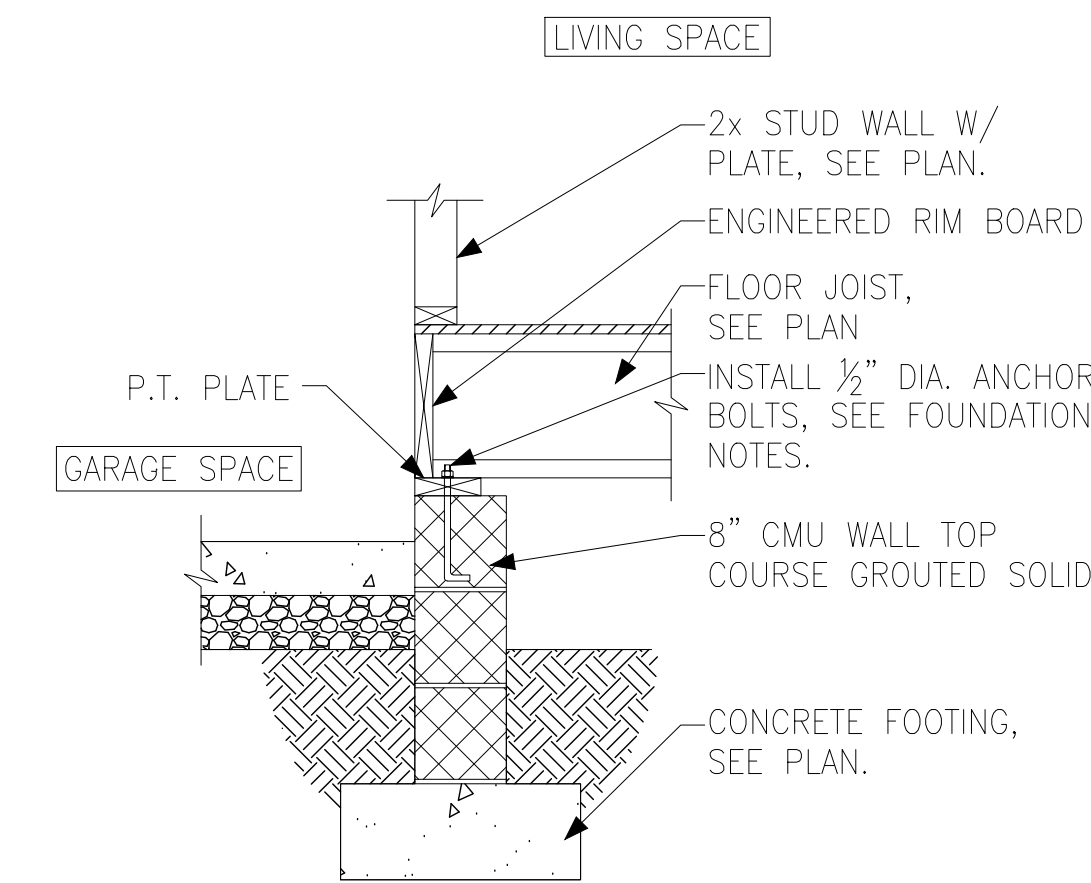 LIVING SPACE
2x STUD WALL W/
PLATE, SEE PLAN.
ENGINEERED RIM BOARD
FLOOR JOIST,
SEE PLAN
INSTALL ½" DIA. ANCHOR
BOLTS, SEE FOUNDATION
NOTES.
P.T. PLATE
GARAGE SPACE
8" CMU WALL TOP
COURSE GROUTED SOLID
CONCRETE FOOTING,
SEE PLAN.